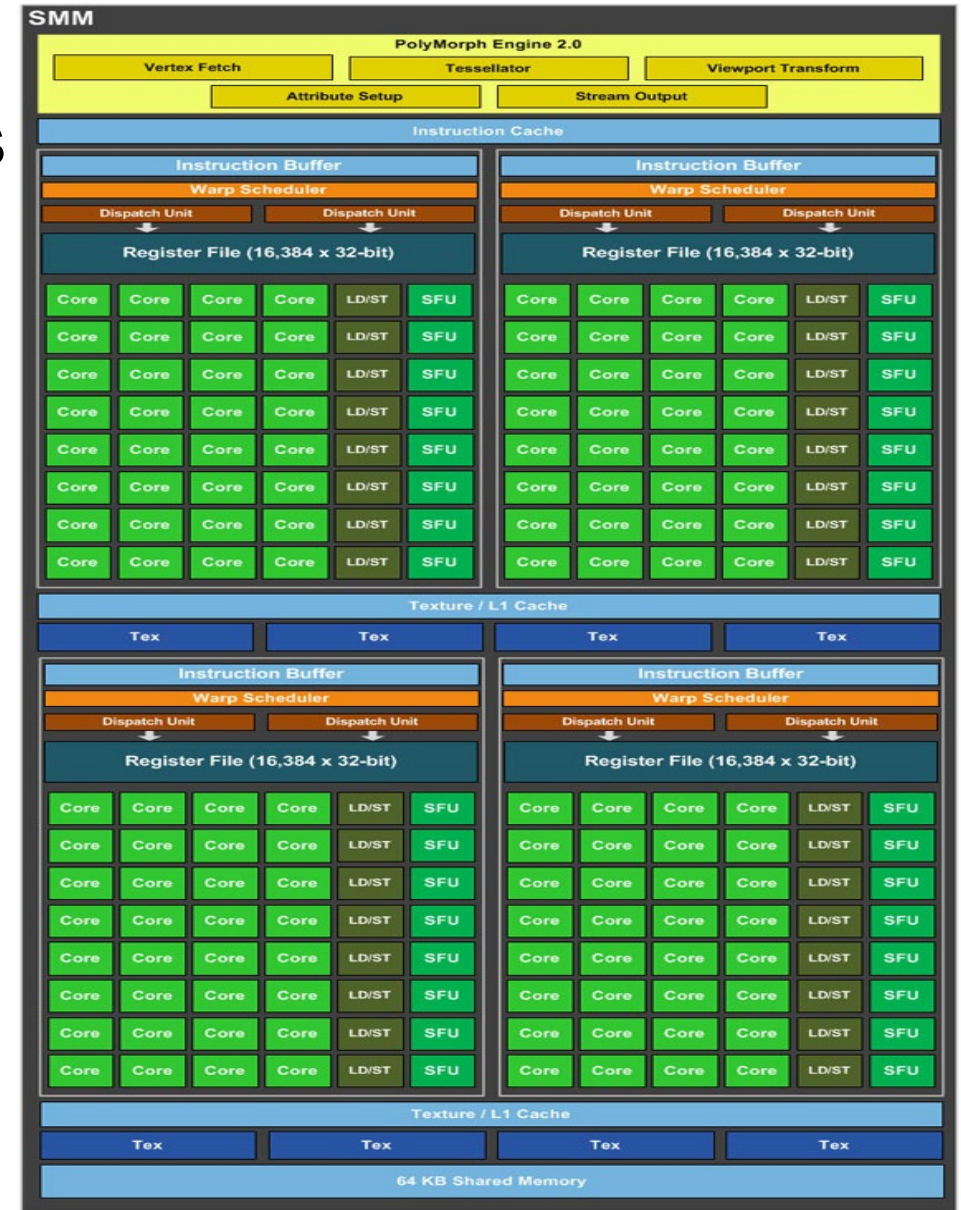 SMM
PolyMorph Engine 2.0
Vertex Fetch Tessellator Viewport Transform
Attribute Setup Stream Output
s
Instruction Cache
Instruction Buffer Instruction Buffer
Warp Scheduler Warp Scheduler
Dispatch Unit Dispatch Unit Dispatch Unit Dispatch Unit
Register File (16,384 x 32-bit) Register File (16,384 x 32-bit)
Core Core Core Core LD/ST SFU Core Core Core Core LD/ST SFU
Core Core Core Core LD/ST SFU Core Core Core Core LD/ST SFU
Core Core Core Core LD/ST SFU Core Core Core Core LD/ST SFU
Core Core Core Core LD/ST SFU Core Core Core Core LD/ST SFU
Core Core Core Core LD/ST SFU Core Core Core Core LD/ST SFU
Core Core Core Core LD/ST SFU Core Core Core Core LD/ST SFU
Core Core Core Core LD/ST SFU Core Core Core Core LD/ST SFU
Core Core Core Core LD/ST SFU Core Core Core Core LD/ST SFU
Texture / L1 Cache
Tex Tex Tex Tex
Instruction Buffer Instruction Buffer
Warp Scheduler Warp Scheduler
Dispatch Unit Dispatch Unit Dispatch Unit Dispatch Unit
Register File (16,384 x 32-bit) Register File (16,384 x 32-bit)
Core Core Core Core LD/ST SFU Core Core Core Core LD/ST SFU
Core Core Core Core LD/ST SFU Core Core Core Core LD/ST SFU
Core Core Core Core LD/ST SFU Core Core Core Core LD/ST SFU
Core Core Core Core LD/ST SFU Core Core Core Core LD/ST SFU
Core Core Core Core LD/ST SFU Core Core Core Core LD/ST SFU
Core Core Core Core LD/ST SFU Core Core Core Core LD/ST SFU
Core Core Core Core LD/ST SFU Core Core Core Core LD/ST SFU
Core Core Core Core LD/ST SFU Core Core Core Core LD/ST SFU
Texture / L1 Cache
Tex Tex Tex Tex
64 KB Shared Memory